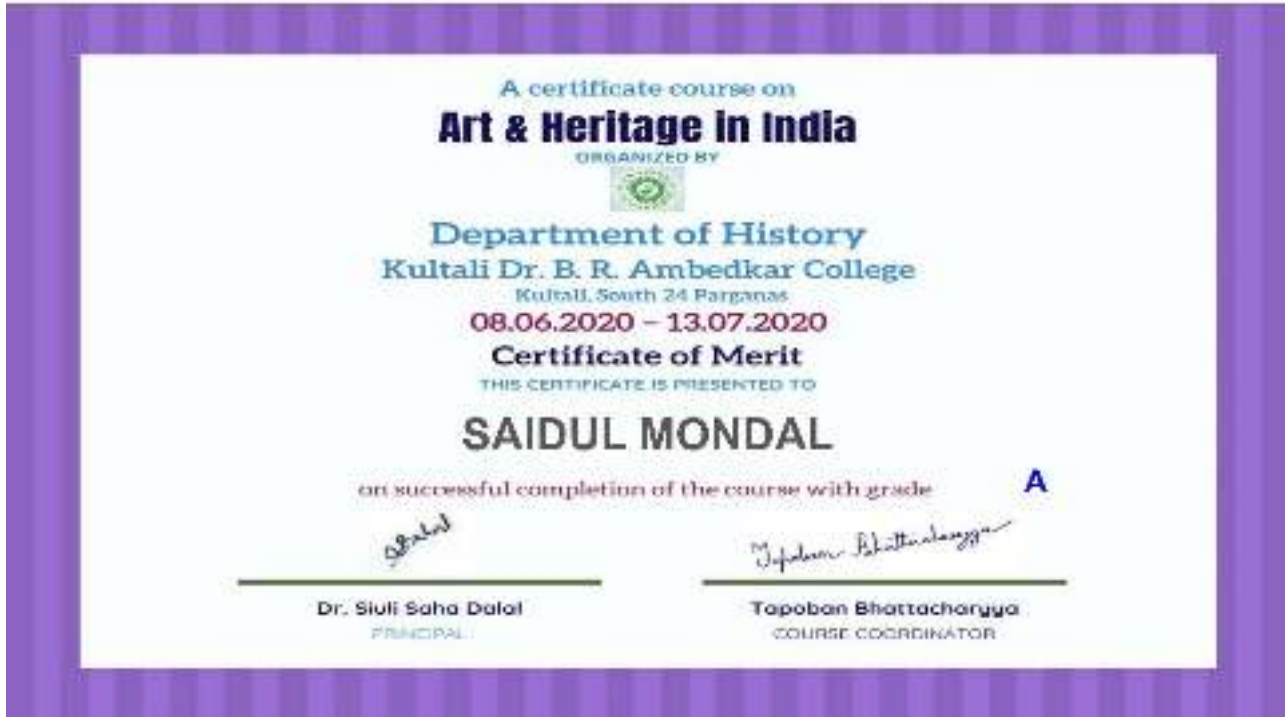 A certificate course on
Art & Heritage in India
ORGANIZED BY
Department of History
Kultali Dr. B. R. Ambedkar College
Kultali, South 24 Parganas
08.06.2020 – 13.07.2020
Certificate of Merit
THIS CERTIFICATE IS PRESENTED TO
SAIDUL MONDAL
on successful completion of the course with grade A
Tapoban Bhattacharyya
Dr. Siuli Saha Dalal Tapoban Bhattacharyya
PRINCIPAL COURSE COORDINATOR